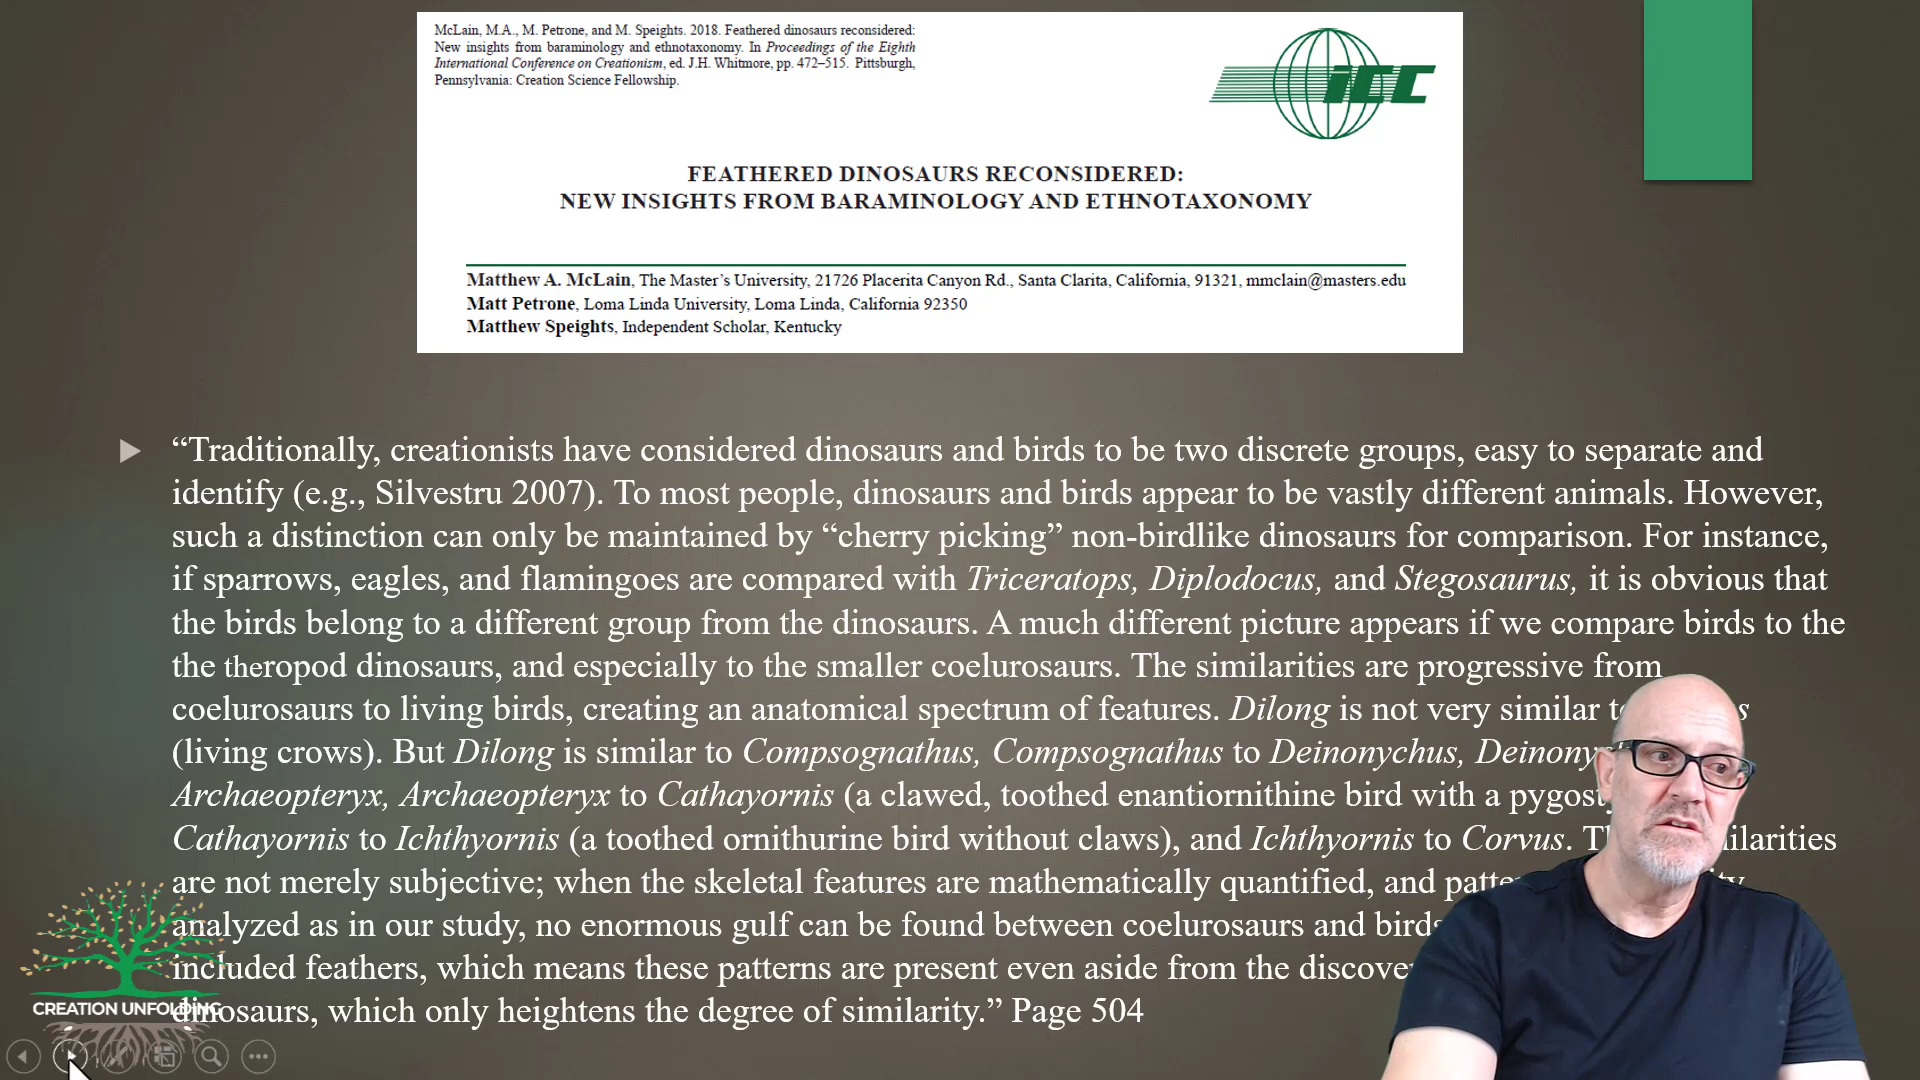 McLain, M.A., M. Petrone, and M. Speights. 2018. Feathered dinosaurs reconsidered:
New insights from baraminology and ethnotaxonomy. In Proceedings of the Eighth
International Conference on Creationism, ed. J.H. Whitmore, pp. 472–515. Pittsburgh,
Pennsylvania: Creation Science Fellowship.
iCC
FEATHERED DINOSAURS RECONSIDERED:
NEW INSIGHTS FROM BARAMINOLOGY AND ETHNOTAXONOMY
Matthew A. McLain, The Master’s University, 21726 Placerita Canyon Rd., Santa Clarita, California, 91321, mmclain@masters.edu
Matt Petrone, Loma Linda University, Loma Linda, California 92350
Matthew Speights, Independent Scholar, Kentucky
“Traditionally, creationists have considered dinosaurs and birds to be two discrete groups, easy to separate and
identify (e.g., Silvestru 2007). To most people, dinosaurs and birds appear to be vastly different animals. However,
such a distinction can only be maintained by “cherry picking” non-birdlike dinosaurs for comparison. For instance,
if sparrows, eagles, and flamingoes are compared with Triceratops, Diplodocus, and Stegosaurus, it is obvious that
the birds belong to a different group from the dinosaurs. A much different picture appears if we compare birds to the
the theropod dinosaurs, and especially to the smaller coelurosaurs. The similarities are progressive from
coelurosaurs to living birds, creating an anatomical spectrum of features. Dilong is not very similar
(living crows). But Dilong is similar to Compsognathus, Compsognathus to Deinonychus,
Archaeopteryx, Archaeopteryx to Cathayornis (a clawed, toothed enantiornithine bird with a
Cathayornis to Ichthyornis (a toothed ornithurine bird without claws), and Ichthyornis to Corvus.
are not merely subjective; when the skeletal features are mathematically quantified, and
analyzed as in our study, no enormous gulf can be found between coelurosaurs and birds
included feathers, which means these patterns are present even aside from the
dinosaurs, which only heightens the degree of similarity.” Page 504
CREATION UNFOLDING